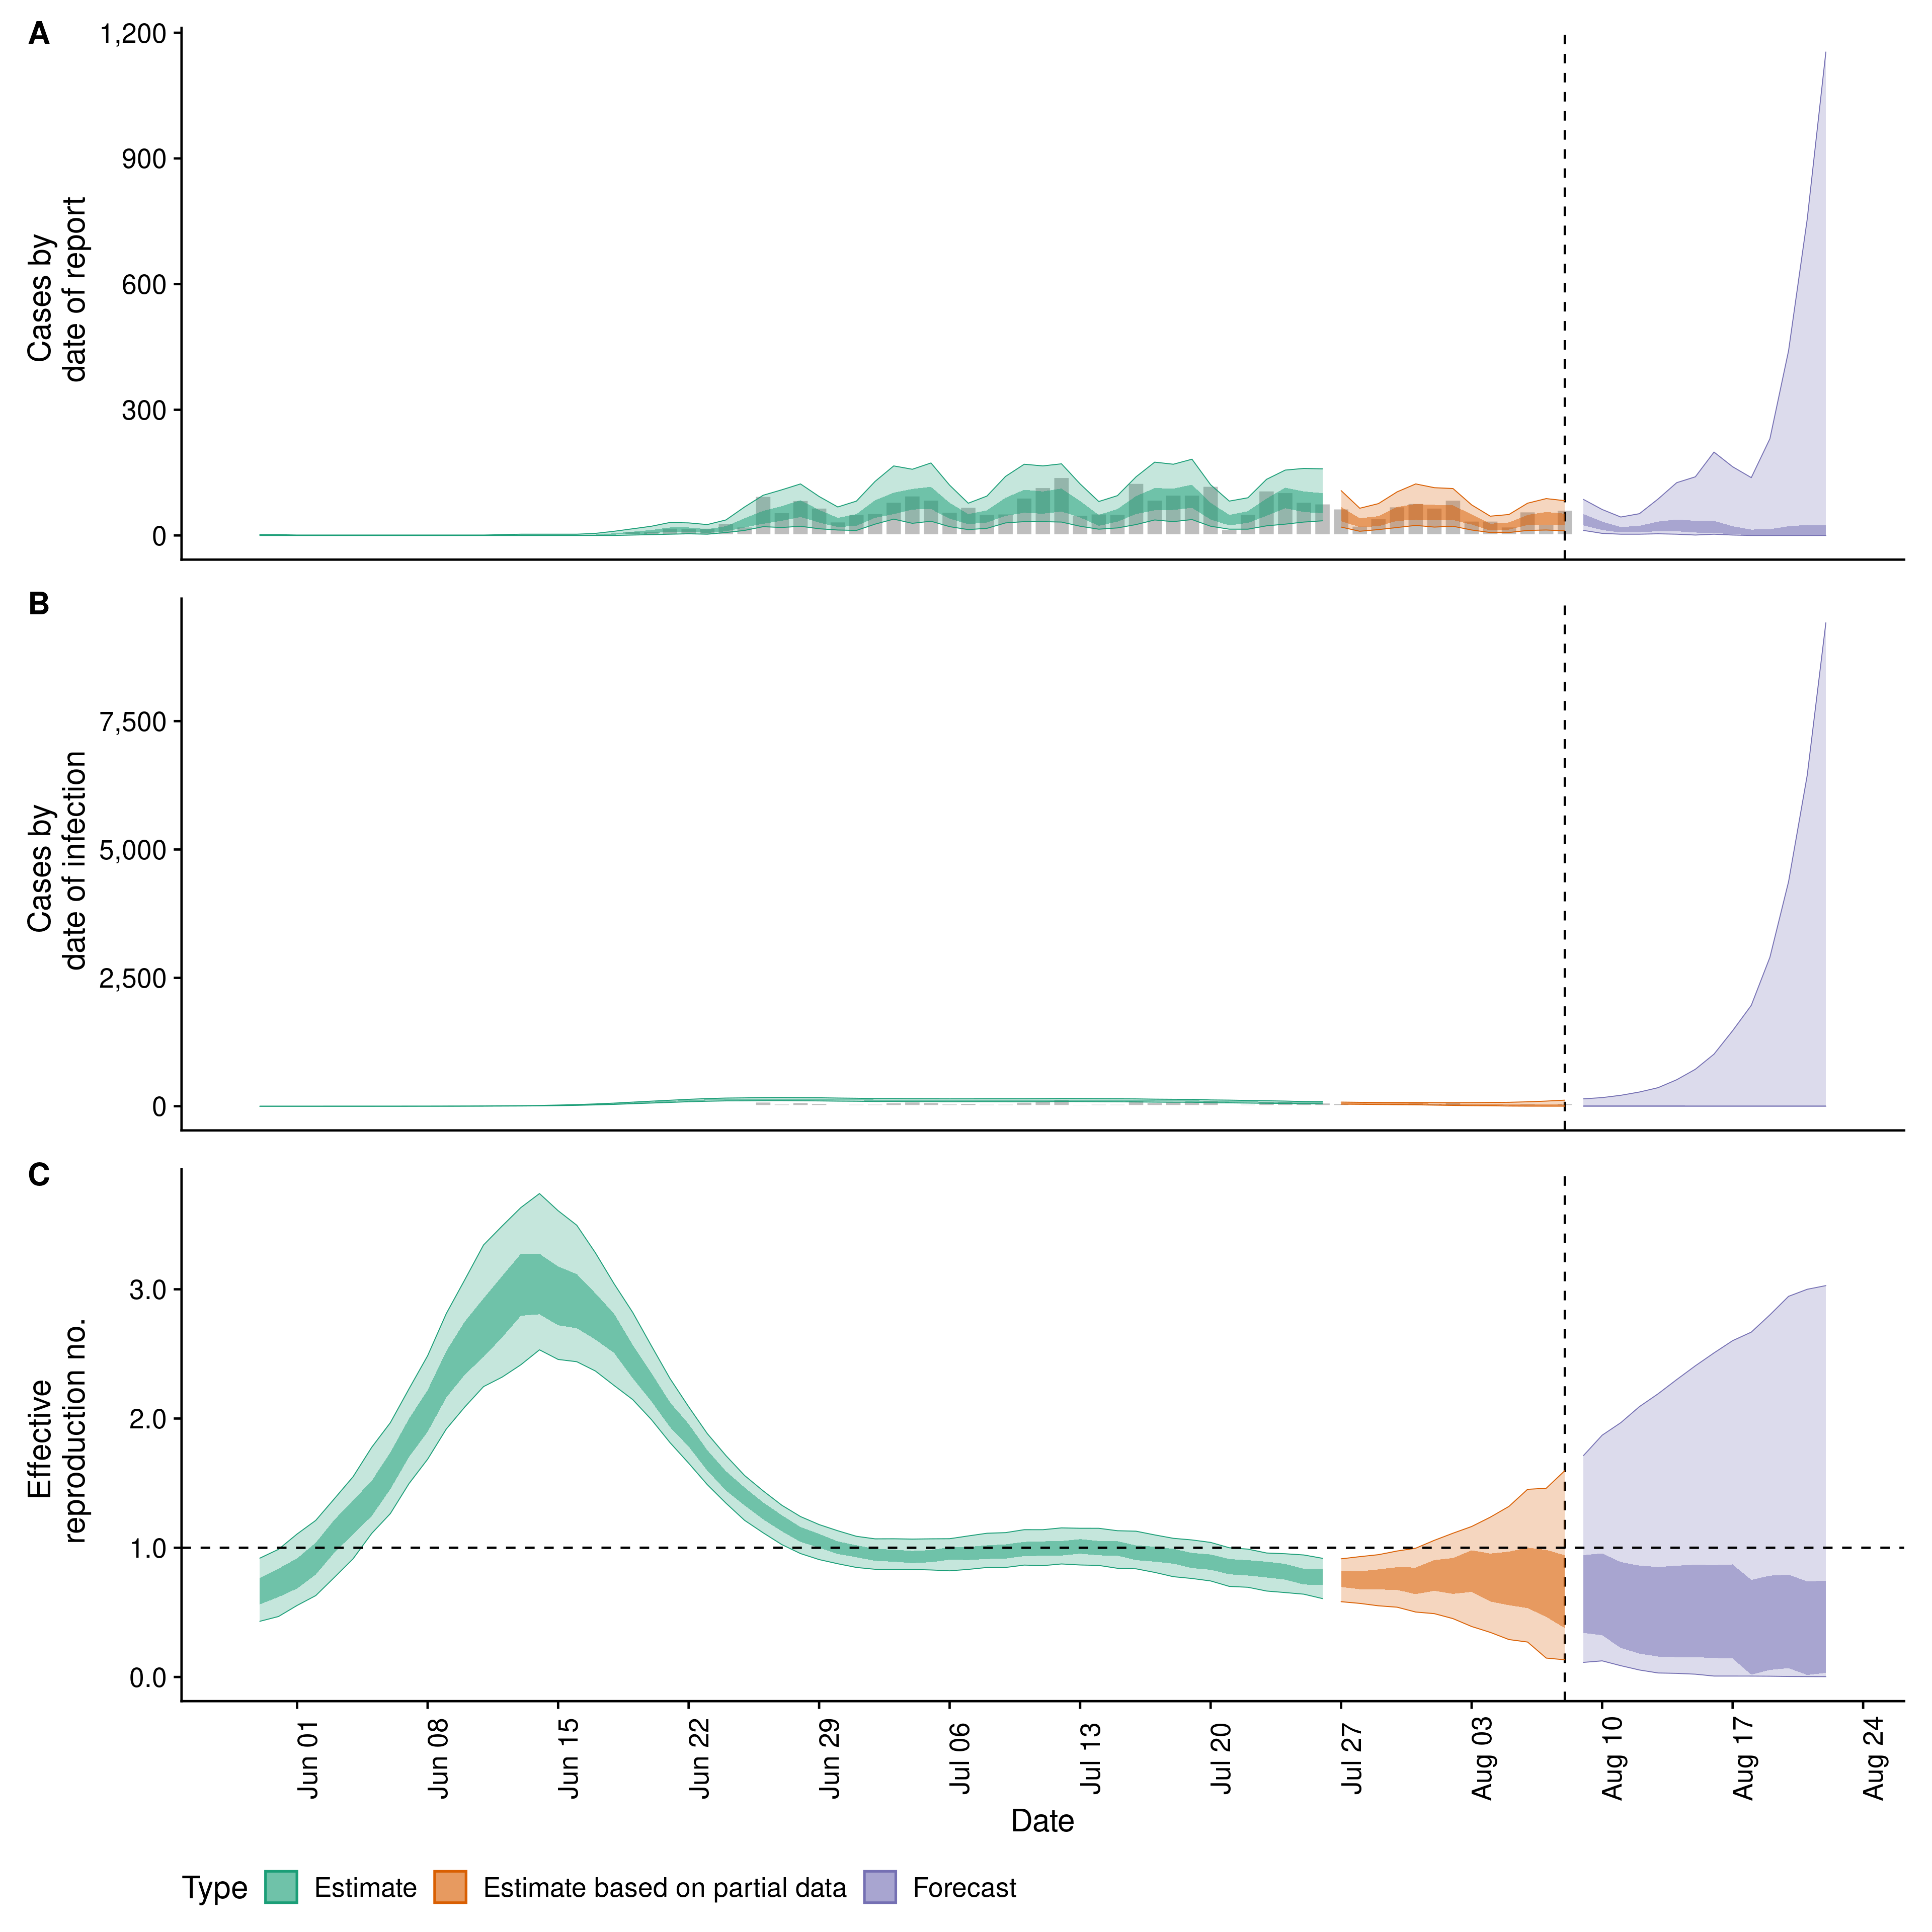 A
1,200
900
600
300
0
Cases by
date of report
B
7,500
5,000
2,500
0
Cases by
date of infection
C
3.0
2.0
1.0
0.0
Effective
reproduction no.
Jun 01
Jun 08
Jun 15
Jun 22
Jun 29
Jul 06
Jul 13
Jul 20
Jul 27
Aug 03
Aug 10
Aug 17
Aug 24
Date
Type Estimate Estimate based on partial data Forecast